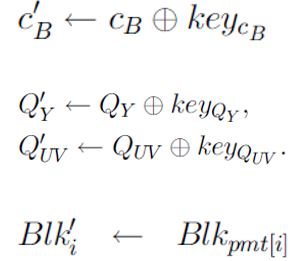 c′_B ← c_B ⊕ key_{c_B}
Q′_Y ← Q_Y ⊕ key_{Q_Y},
Q′_{UV} ← Q_{UV} ⊕ key_{Q_{UV}}.
Blk′_i ← Blk_{pmt[i]}